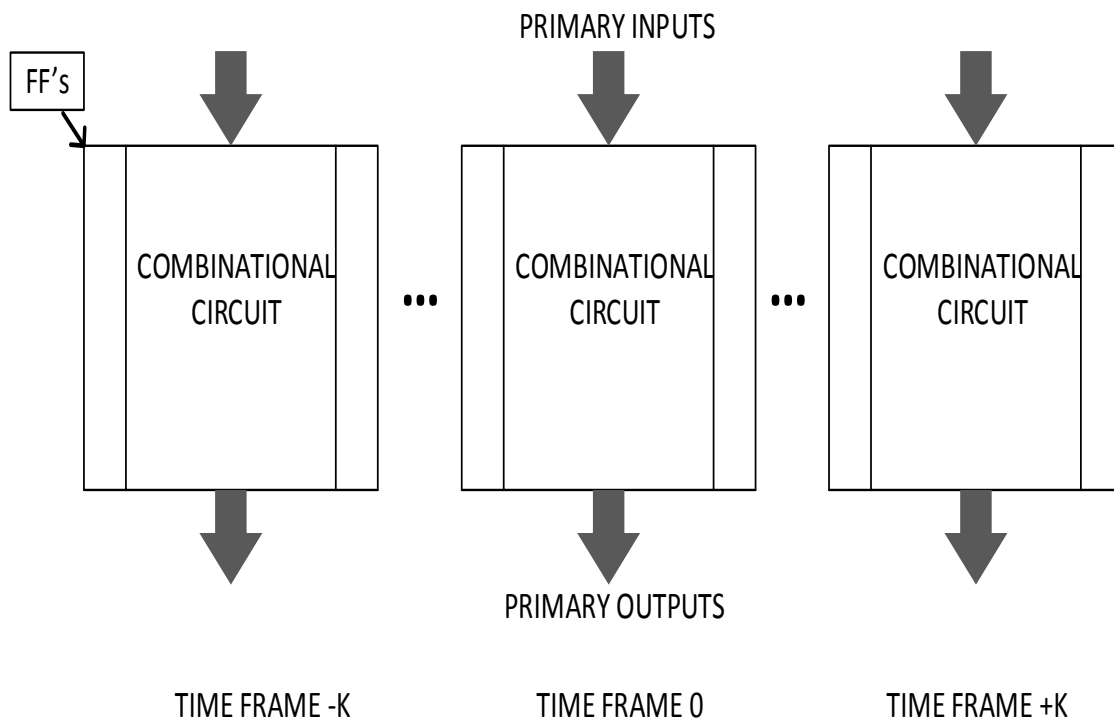 PRIMARY INPUTS
FF's
COMBINATIONAL
CIRCUIT
...
COMBINATIONAL
CIRCUIT
...
COMBINATIONAL
CIRCUIT
PRIMARY OUTPUTS
TIME FRAME -K
TIME FRAME 0
TIME FRAME +K